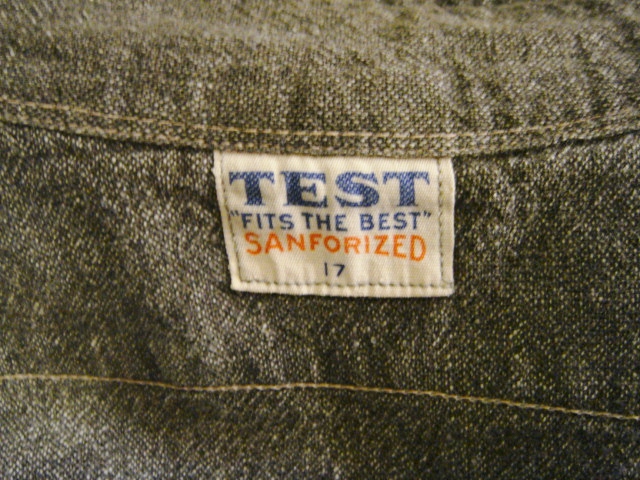 TEST
"FITS THE BEST"
SANFORIZED
17